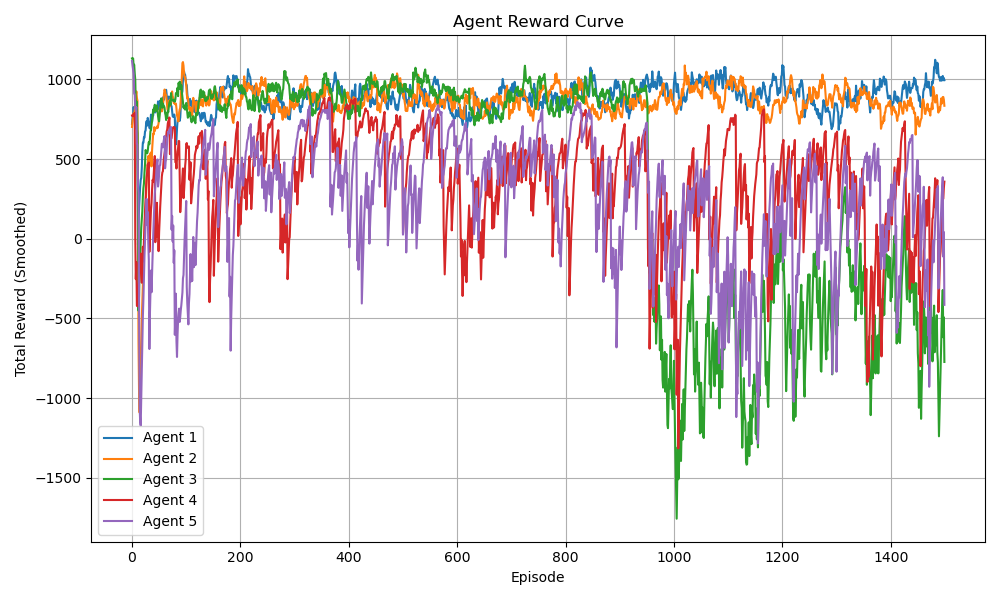 Agent Reward Curve
Total Reward (Smoothed)
1000
500
0
−500
−1000
−1500
Agent 1
Agent 2
Agent 3
Agent 4
Agent 5
0 200 400 600 800 1000 1200 1400
Episode